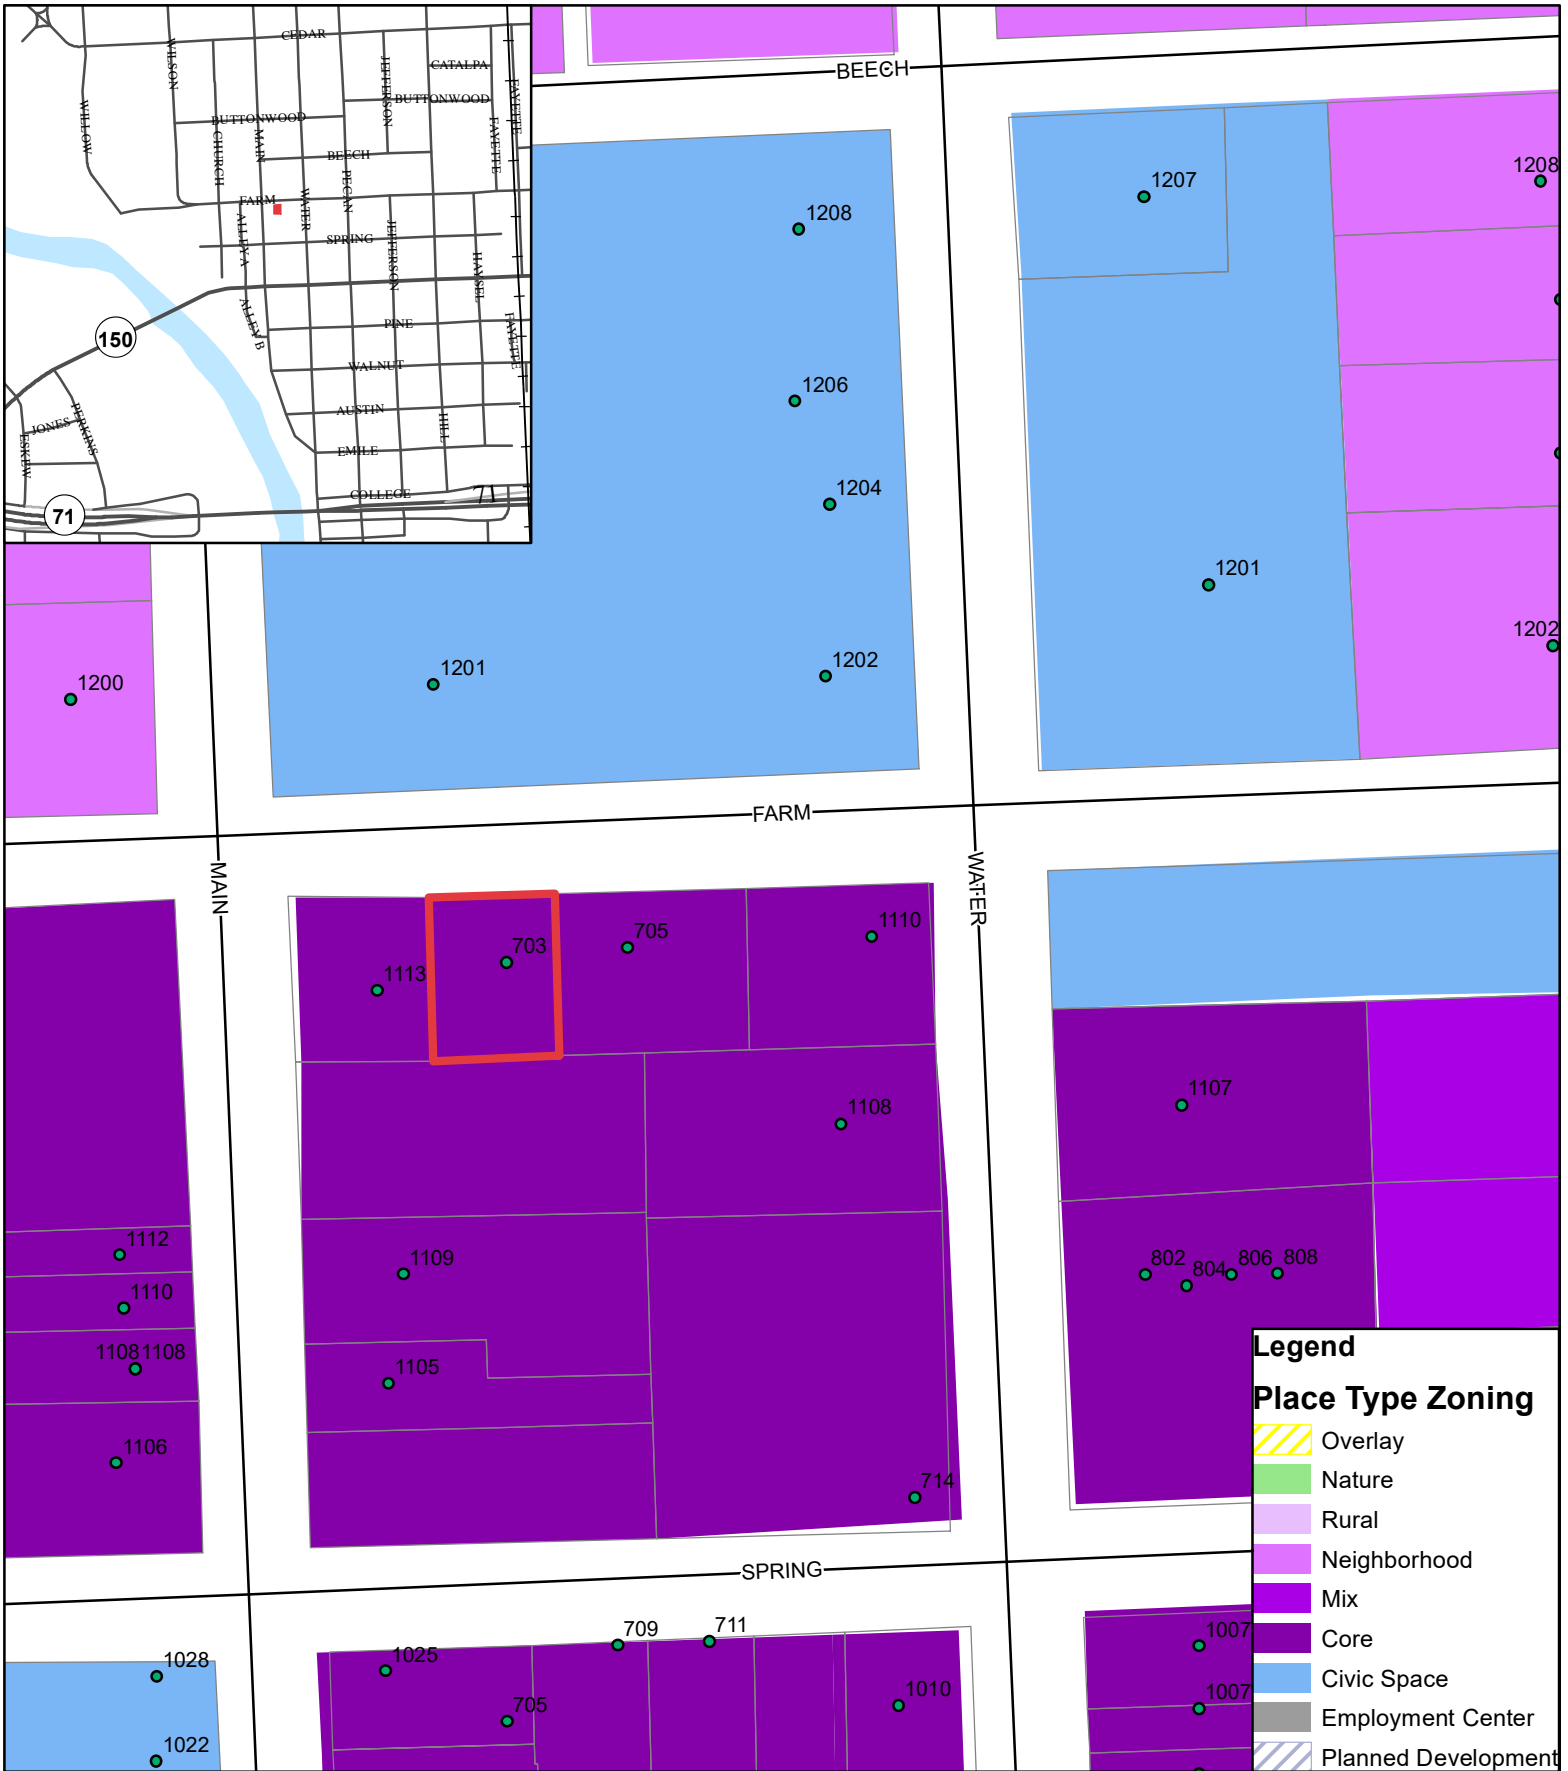 CEDAR
WILSON
JEFFERSON
CATALPA
FAYETTE
BUTTONWOOD
WILLOW
BUTTONWOOD
MAIN
CHURCH
FAYETTE
BEECH
PECAN
FARM
WATER
ALLEY A
SPRING
JEFFERSON
HAYSEL
ALLEY B
150
PINE
FAYETTE
WALNUT
AUSTIN
JONES
PERKINS
HILL
ESKEW
EMILE
COLLEGE
71
71
BEECH
1207
1208
1208
1206
1204
1201
1202
1201
1202
1200
FARM
MAIN
WATER
703
705
1110
1113
1108
1107
1112
1109
802
804
806
808
1110
1108 1108
1105
1106
714
SPRING
709
711
1007
1028
1025
705
1010
1007
1022
Legend
Place Type Zoning
Overlay
Nature
Rural
Neighborhood
Mix
Core
Civic Space
Employment Center
Planned Development